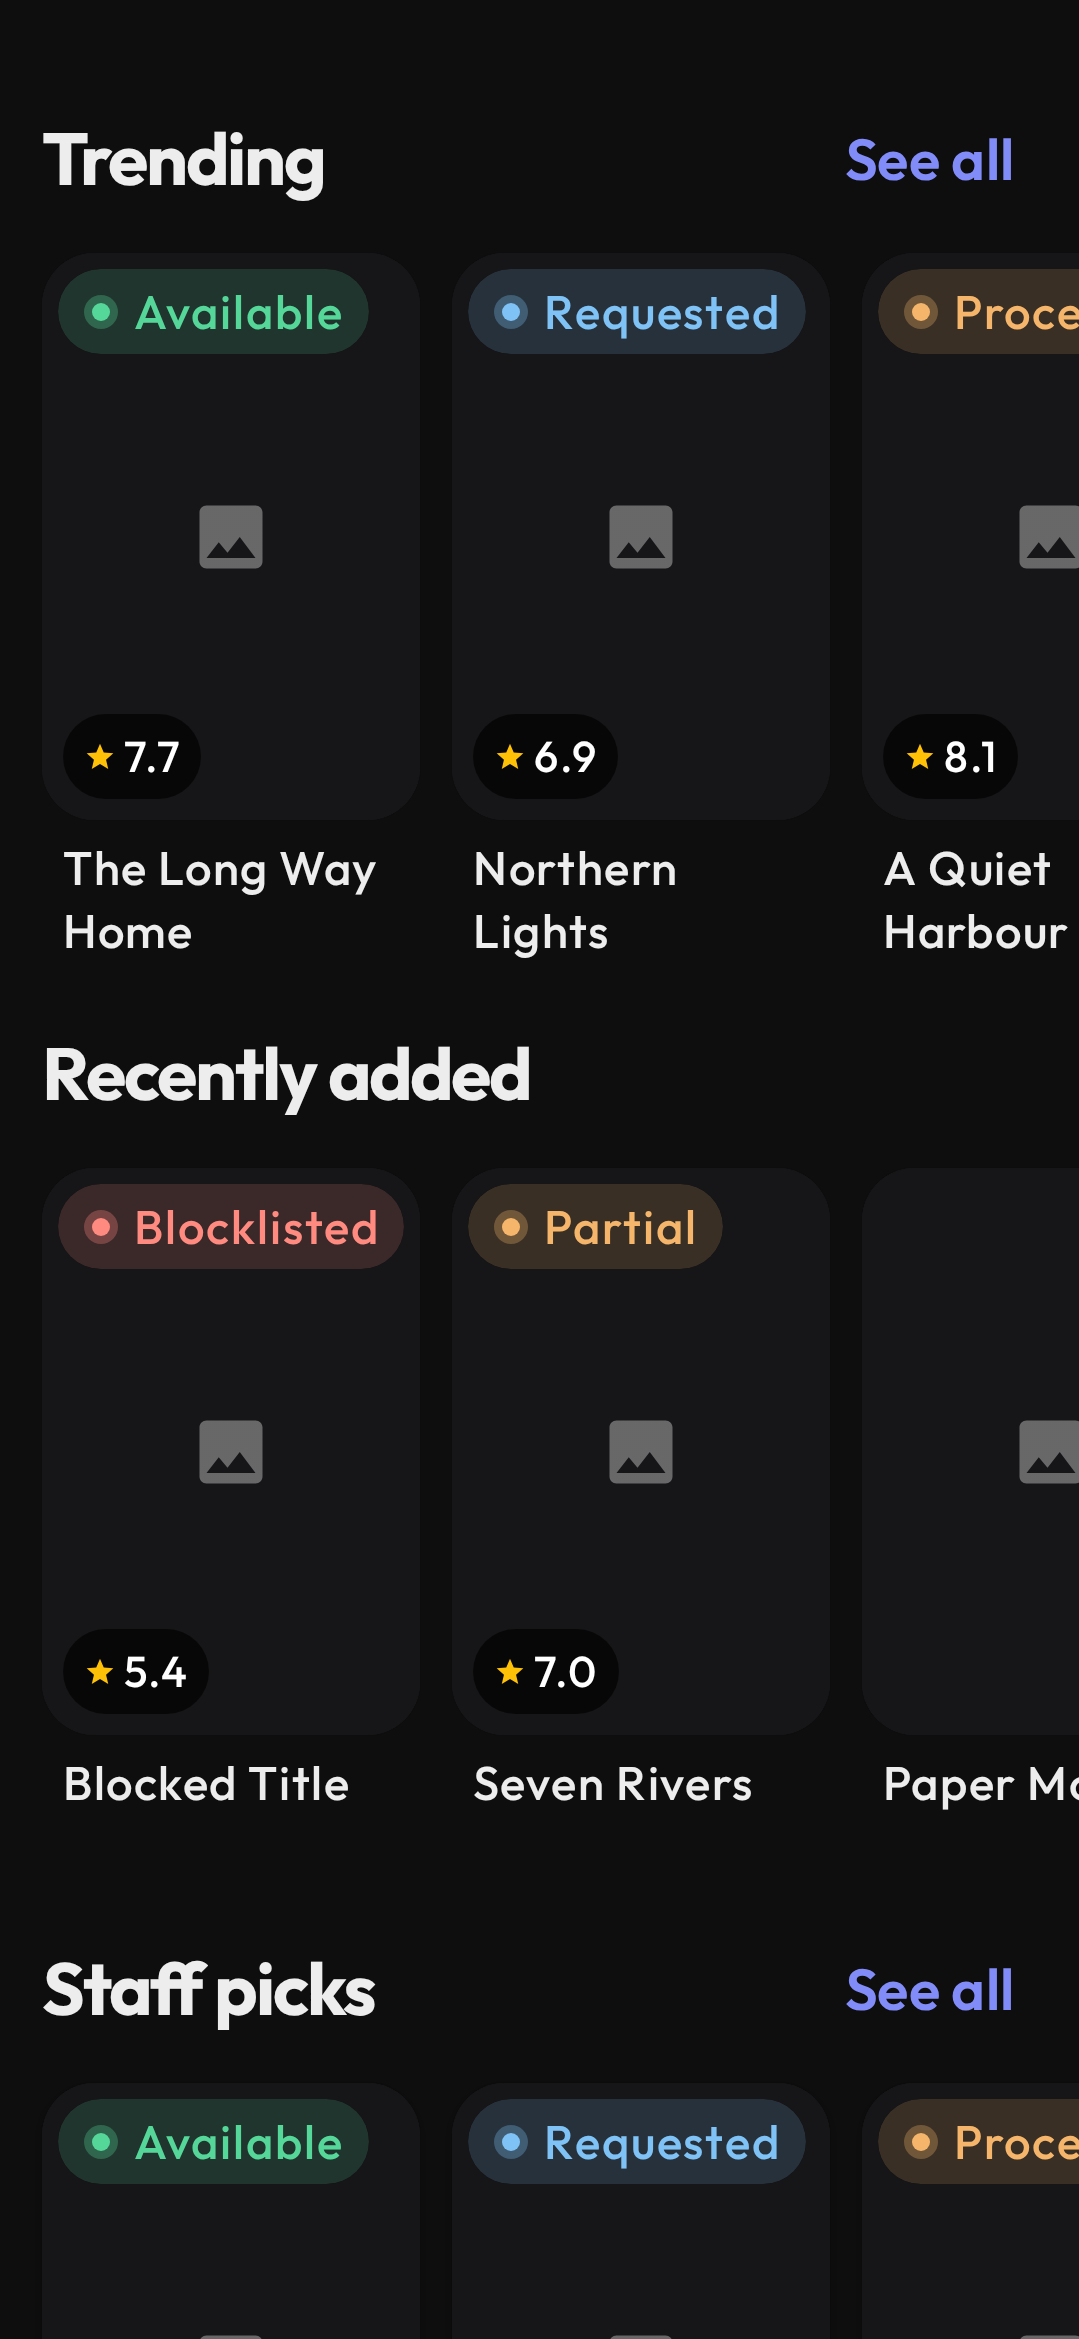 Trending
See all
Available
Requested
7.7
6.9
8.1
The Long Way
Home
Northern
Lights
A Quiet
Harbour
Recently added
Blocklisted
Partial
5.4
7.0
Blocked Title
Seven Rivers
Paper
Staff picks
See all
Available
Requested